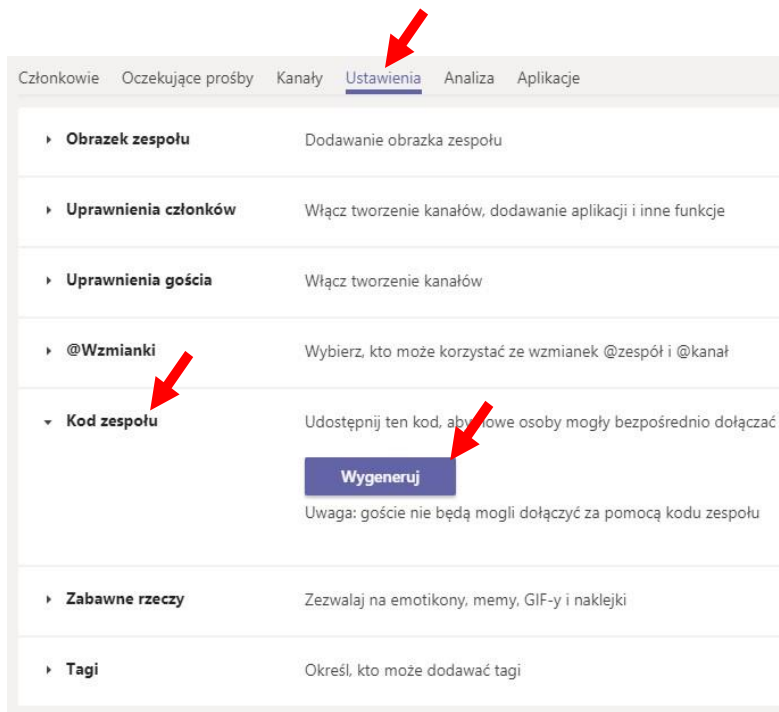 Członkowie Oczekujące prośby Kanały Ustawienia Analiza Aplikacje
Obrazek zespołu Dodawanie obrazka zespołu
Uprawnienia członków Włącz tworzenie kanałów, dodawanie aplikacji i inne funkcje
Uprawnienia gościa Włącz tworzenie kanałów
@Wzmianki Wybierz, kto może korzystać ze wzmianek @zespół i @kanał
Kod zespołu Udostępnij ten kod, aby nowe osoby mogły bezpośrednio dołączać
Wygeneruj
Uwaga: goście nie będą mogli dołączyć za pomocą kodu zespołu
Zabawne rzeczy Zezwalaj na emotikony, memy, GIF-y i naklejki
Tagi Określ, kto może dodawać tagi